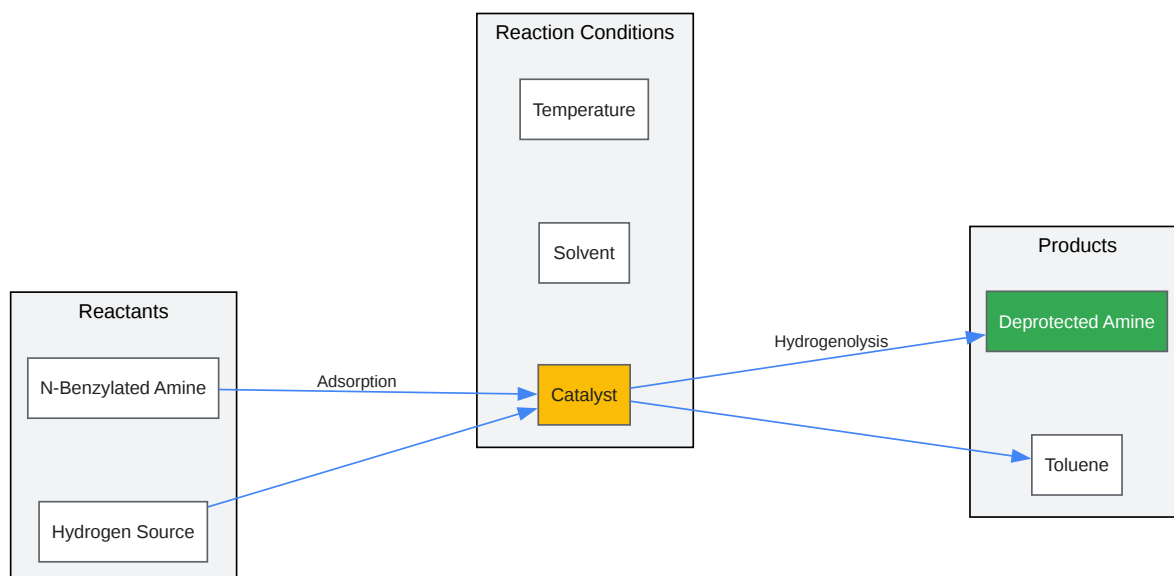 Reaction Conditions
Temperature
Solvent
Catalyst
Reactants
N-Benzylated Amine
Hydrogen Source
Adsorption
Hydrogenolysis
Products
Deprotected Amine
Toluene